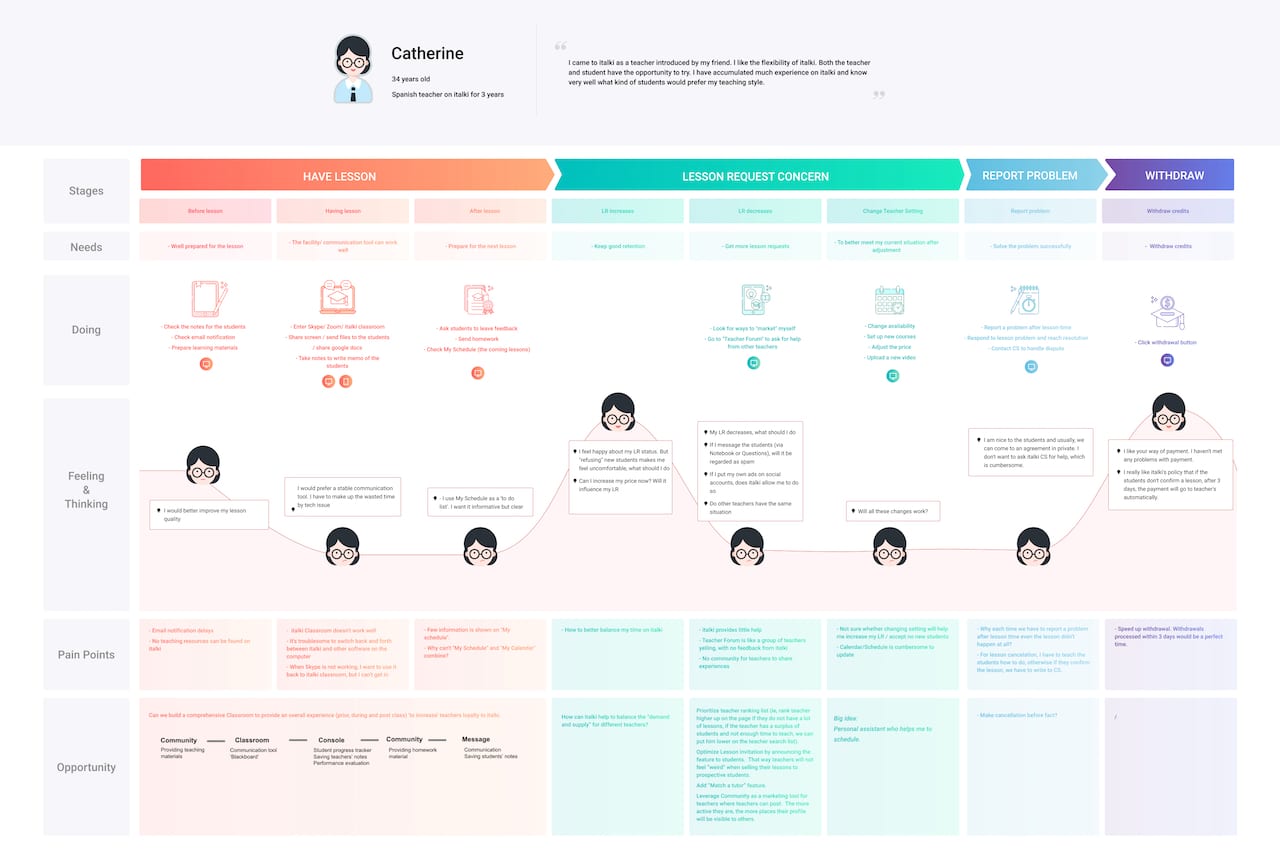 Catherine
34 years old
Spanish teacher on italki for 3 years
“
I came to italki as a teacher introduced by my friend. I like the flexibility of italki. Both the teacher
and student have the opportunity to try. I have accumulated much experience on italki and know
very well what kind of students would prefer my teaching style.
”
Stages
HAVE LESSON
LESSON REQUEST CONCERN
REPORT PROBLEM
WITHDRAW
Before lesson
Having lesson
After lesson
LR increases
LR decreases
Change Teacher Setting
Report problem
Withdraw credits
Needs
- Well prepared for the lesson
- The facility/ communication tool can work
well
- Prepare for the next lesson
- Keep good retention
- Get more lesson requests
- To better meet my current situation after
adjustment
- Solve the problem successfully
- Withdraw credits
Doing
- Check the notes for the students
- Check email notification
- Prepare learning materials
- Enter Skype/ Zoom/ italki classroom
- Share screen / send files to the students
/ share google docs
- Take notes to write memo of the
students
- Ask students to leave feedback
- Send homework
- Check My Schedule (the coming lessons)
- Look for ways to "market" myself
- Go to "Teacher Forum" to ask for help
from other teachers
- Change availability
- Set up new courses
- Adjust the price
- Upload a new video
- Report a problem after lesson-time
-Respond to lesson problem and reach resolution
- Contact CS to handle dispute
- Click withdrawal button
Feeling
&
Thinking
I would better improve my lesson
quality
I would prefer a stable communication
tool. I have to make up the wasted time
by tech issue
- I use My Schedule as a 'to do
list'. I want it informative but clear
I feel happy about my LR status. But
"refusing" new students makes me
feel uncomfortable, what should I do
Can I increase my price now? Will it
influence my LR
My LR decreases, what should I do
If I message the students (via
Notebook or Questions), will it be
regarded as spam
If I put my own ads on social
accounts, does italki allow me to do
so
Do other teachers have the same
situation
Will all these changes work?
I am nice to the students and usually, we
can come to an agreement in private. I
don't want to ask italki CS for help, which
is cumbersome.
I like your way of payment. I haven't met
any problems with payment.
I really like italki's policy that if the
students don't confirm a lesson, after 3
days, the payment will go to teacher's
automatically.
Pain Points
- Email notification delays
- No teaching resources can be found on
italki
- italki Classroom doesn't work well
- It's troublesome to switch back and forth
between italki and other software on the
computer
- When Skype is not working, I want to use it
back to italki classroom, but I can't get in
- Few information is shown on "My
schedule'.
- Why can't "My Schedule" and "My Calendar"
combine?
- How to better balance my time on italki
- italki provides little help
- Teacher Forum is like a group of teachers
yelling, with no feedback from italki
- No community for teachers to share
experiences
- Not sure whether changing setting will help
me increase my LR / accept no new students
- Calendar/Schedule is cumbersome to
update
- Why each time we have to report a problem
after lesson time even the lesson didn't
happen at all?
- For lesson cancelation, I have to teach the
students how to do, otherwise if they confirm
the lesson, we have to write to CS.
- Speed up withdrawal. Withdrawals
processed within 3 days would be a perfect
time.
Opportunity
Can we build a comprehensive Classroom to provide an overall experience (prior, during and post class) to increase teachers loyalty to italki.
Community
Providing teaching
materials
Classroom
Communication tool
'Blackboard'
Console
Student progress tracker
Saving teachers' notes
Performance evaluation
Community
Providing homework
material
Message
Communication
Saving students' notes
How can italki help to balance the "demand
and supply" for different teachers?
Prioritize teacher ranking list (ie, rank teacher
higher up on the page if they do not have a lot
of lessons, if the teacher has a surplus of
students and not enough time to reach, we can
put him lower on the teacher search list).
Optimize Lesson Invitation by announcing the
feature to students. That way teachers will not
feel "weird" when selling their lessons to
prospective students.
Add "Match a tutor" feature.
Leverage Community as a marketing tool for
teachers where teachers can post. The more
active they are, the more places their profile
will be visible to others.
Big idea:
Personal assistant who helps me to
schedule.
- Make cancellation before fact?
/